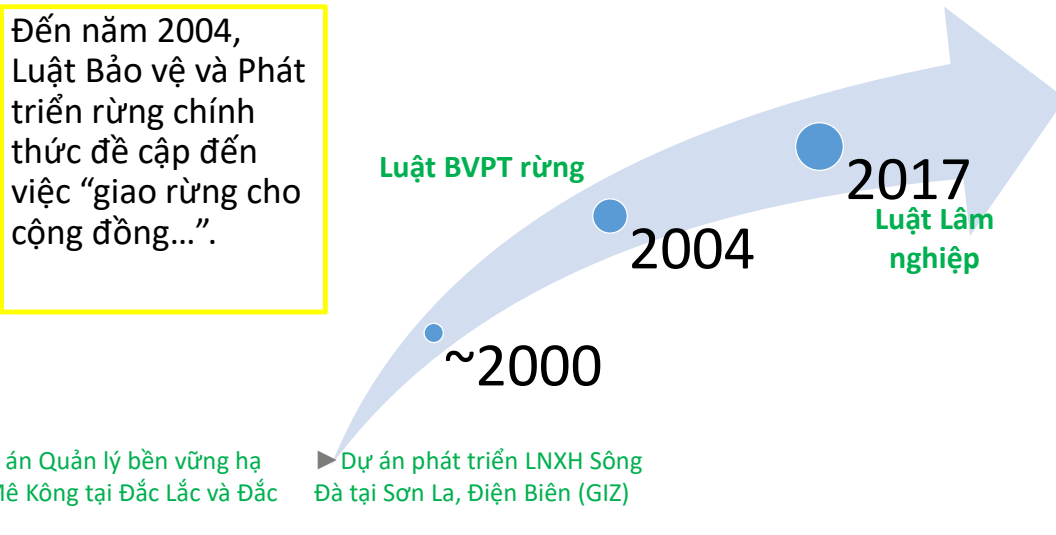 Đến năm 2004,
Luật Bảo vệ và Phát
triển rừng chính
thức đề cập đến
việc “giao rừng cho
cộng đồng…”.
Luật BVPT rừng
2017
Luật Lâm
nghiệp
2004
~2000
án Quản lý bền vững hạ
Mê Kông tại Đắc Lắc và Đắc
►Dự án phát triển LNXH Sông
Đà tại Sơn La, Điện Biên (GIZ)